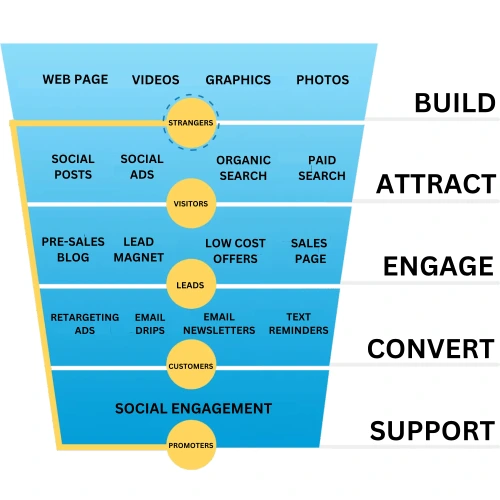 WEB PAGE VIDEOS GRAPHICS PHOTOS
BUILD
STRANGERS
SOCIAL POSTS
SOCIAL ADS
ORGANIC SEARCH
PAID SEARCH
ATTRACT
VISITORS
PRE-SALES BLOG
LEAD MAGNET
LOW COST OFFERS
SALES PAGE
ENGAGE
LEADS
RETARGETING ADS
EMAIL DRIPS
EMAIL NEWSLETTERS
TEXT REMINDERS
CONVERT
CUSTOMERS
SOCIAL ENGAGEMENT
SUPPORT
PROMOTERS